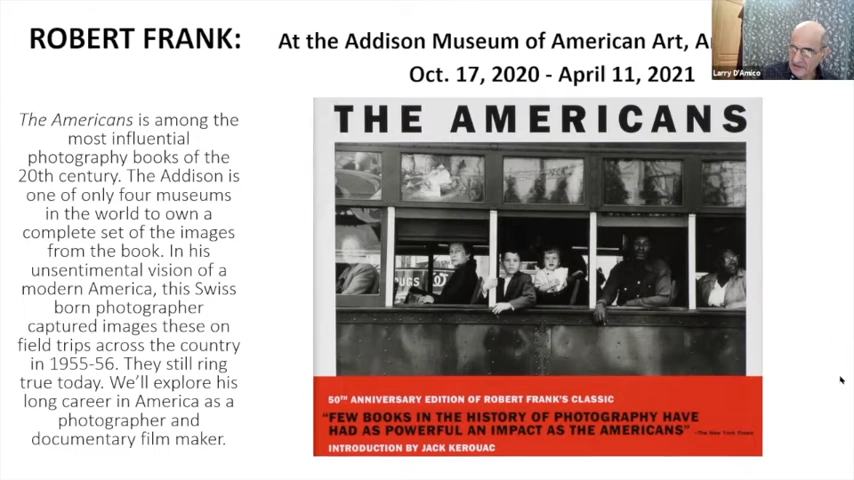 ROBERT FRANK:
At the Addison Museum of American Art,
Oct. 17, 2020 - April 11, 2021
Larry D'Amico
The Americans is among the
most influential
photography books of the
20th century. The Addison is
one of only four museums
in the world to own a
complete set of the images
from the book. In his
unsentimental vision of a
modern America, this Swiss
born photographer
captured images these on
field trips across the country
in 1955-56. They still ring
true today. We'll explore his
long career in America as a
photographer and
documentary film maker.
THE AMERICANS
50TH ANNIVERSARY EDITION OF ROBERT FRANK'S CLASSIC
"FEW BOOKS IN THE HISTORY OF PHOTOGRAPHY HAVE
HAD AS POWERFUL AN IMPACT AS THE AMERICANS" -The New York Times
INTRODUCTION BY JACK KEROUAC